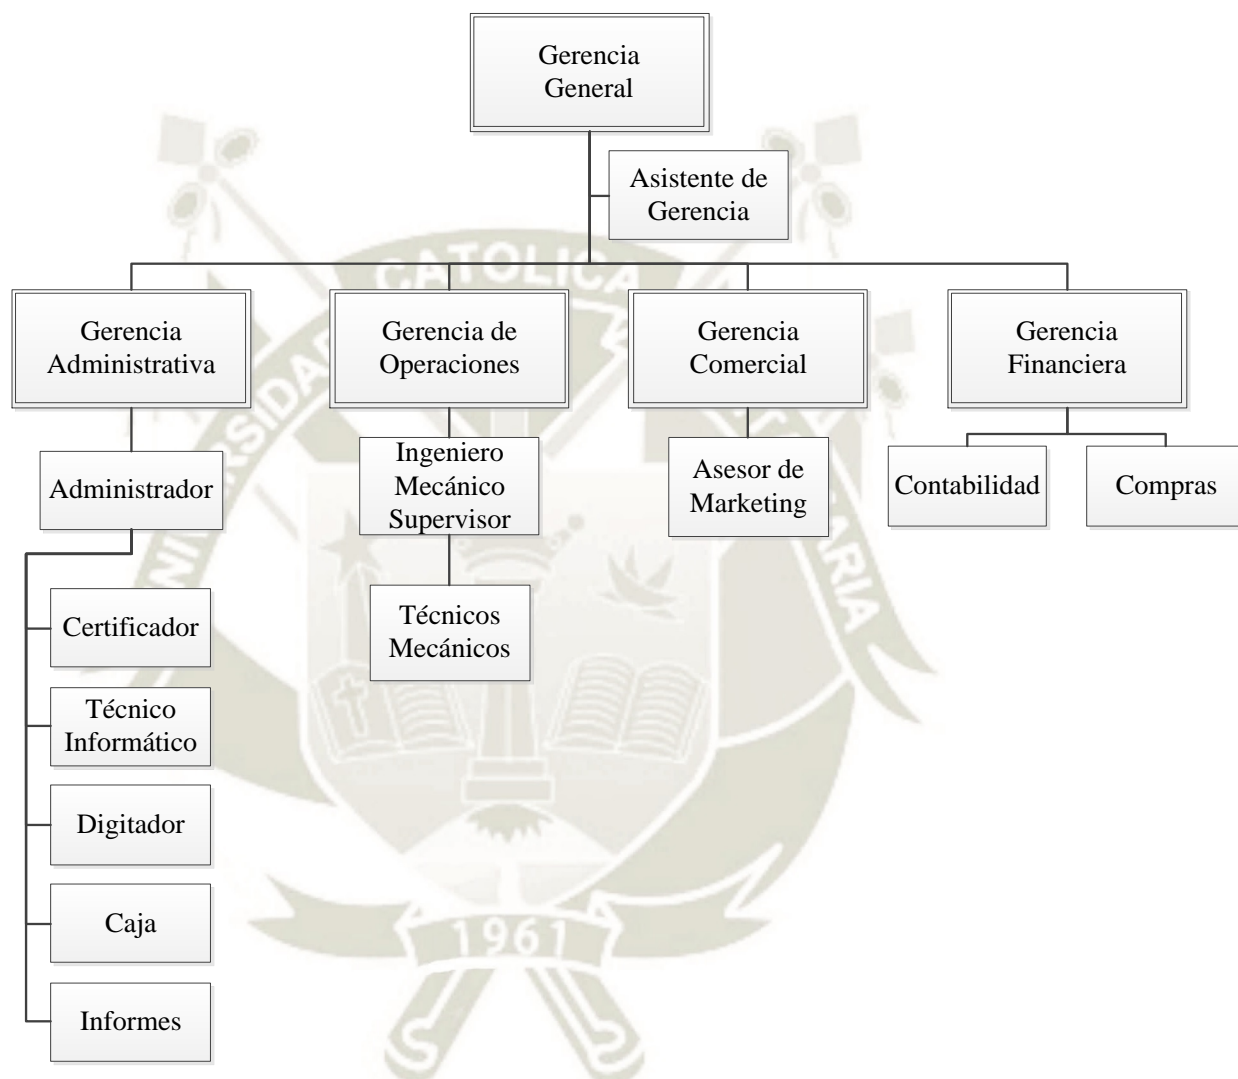 Gerencia
General
Asistente de
Gerencia
Gerencia
Administrativa
Gerencia de
Operaciones
Gerencia
Comercial
Gerencia
Financiera
Administrador
Ingeniero
Mecánico
Supervisor
Asesor de
Marketing
Contabilidad
Compras
Certificador
Técnicos
Mecánicos
Técnico
Informático
Digitador
Caja
Informes
CATOLICA
1961